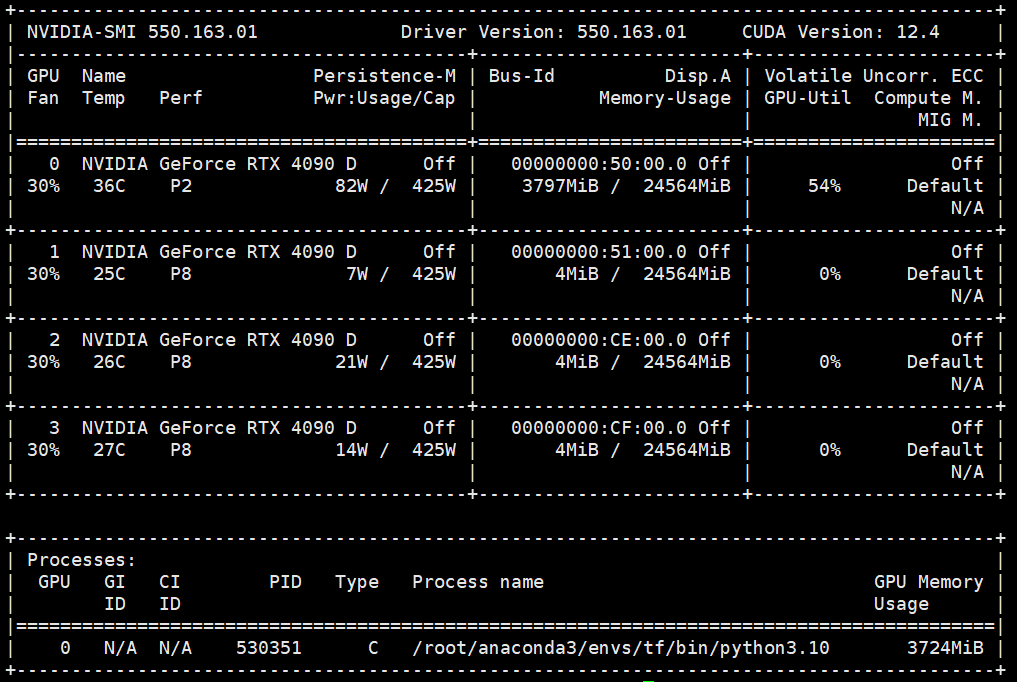 +-----------------------------------------------------------------------------------------+
| NVIDIA-SMI 550.163.01             Driver Version: 550.163.01     CUDA Version: 12.4     |
|-----------------------------------------+------------------------+----------------------+
| GPU  Name                 Persistence-M | Bus-Id          Disp.A | Volatile Uncorr. ECC |
| Fan  Temp   Perf          Pwr:Usage/Cap |           Memory-Usage | GPU-Util  Compute M. |
|                                         |                        |               MIG M. |
|=========================================+========================+======================|
|   0  NVIDIA GeForce RTX 4090 D      Off |   00000000:50:00.0 Off |                  Off |
| 30%   36C    P2             82W /  425W |    3797MiB /  24564MiB |     54%      Default |
|                                         |                        |                  N/A |
+-----------------------------------------+------------------------+----------------------+
|   1  NVIDIA GeForce RTX 4090 D      Off |   00000000:51:00.0 Off |                  Off |
| 30%   25C    P8              7W /  425W |       4MiB /  24564MiB |      0%      Default |
|                                         |                        |                  N/A |
+-----------------------------------------+------------------------+----------------------+
|   2  NVIDIA GeForce RTX 4090 D      Off |   00000000:CE:00.0 Off |                  Off |
| 30%   26C    P8             21W /  425W |       4MiB /  24564MiB |      0%      Default |
|                                         |                        |                  N/A |
+-----------------------------------------+------------------------+----------------------+
|   3  NVIDIA GeForce RTX 4090 D      Off |   00000000:CF:00.0 Off |                  Off |
| 30%   27C    P8             14W /  425W |       4MiB /  24564MiB |      0%      Default |
|                                         |                        |                  N/A |
+-----------------------------------------+------------------------+----------------------+

+-----------------------------------------------------------------------------------------+
| Processes:                                                                              |
|  GPU   GI   CI        PID   Type   Process name                              GPU Memory |
|        ID   ID                                                               Usage      |
|=========================================================================================|
|    0   N/A  N/A    530351      C   /root/anaconda3/envs/tf/bin/python3.10       3724MiB |
+-----------------------------------------------------------------------------------------+